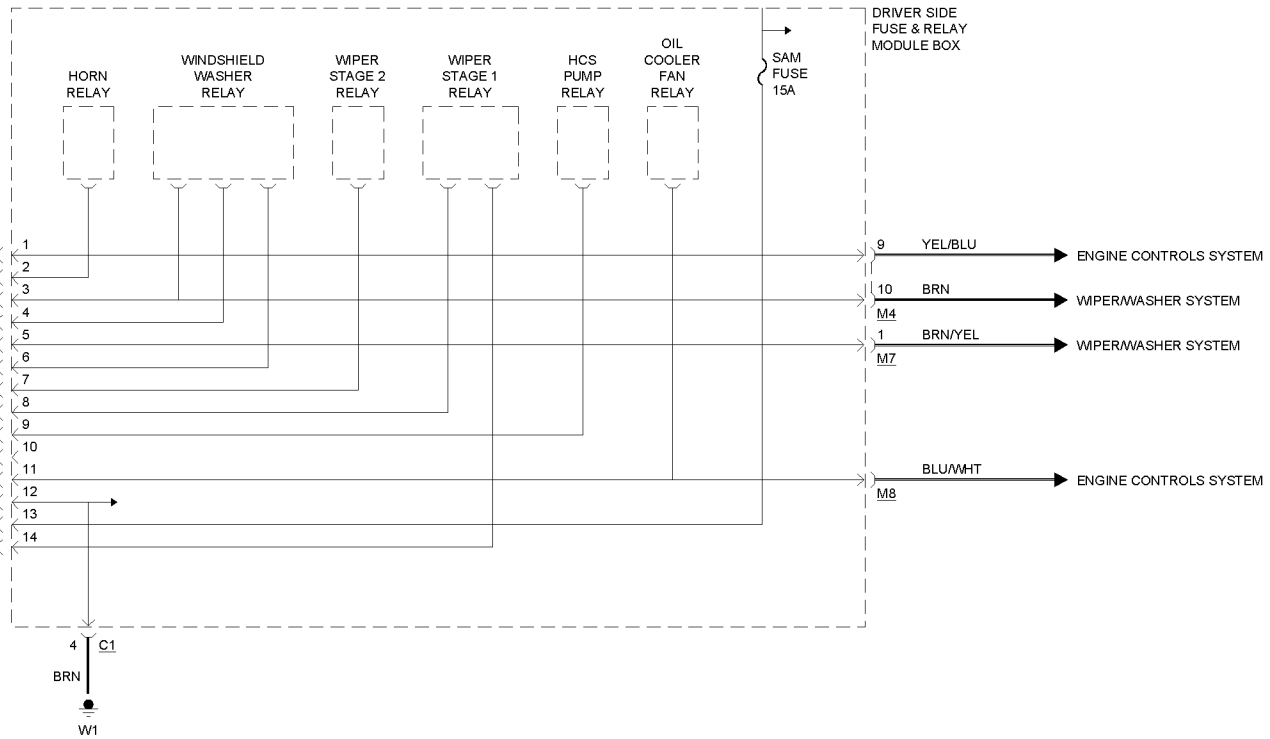 DRIVER SIDE
FUSE & RELAY
MODULE BOX
HORN
RELAY
WINDSHIELD
WASHER
RELAY
WIPER
STAGE 2
RELAY
WIPER
STAGE 1
RELAY
HCS
PUMP
RELAY
OIL
COOLER
FAN
RELAY
SAM
FUSE
15A
1
9 YEL/BLU ENGINE CONTROLS SYSTEM
2
3
10 BRN WIPER/WASHER SYSTEM
4
M4
5
1 BRN/YEL WIPER/WASHER SYSTEM
6
M7
7
8
9
10
11
BLU/WHT ENGINE CONTROLS SYSTEM
12
M8
13
14
4 C1
BRN
W1